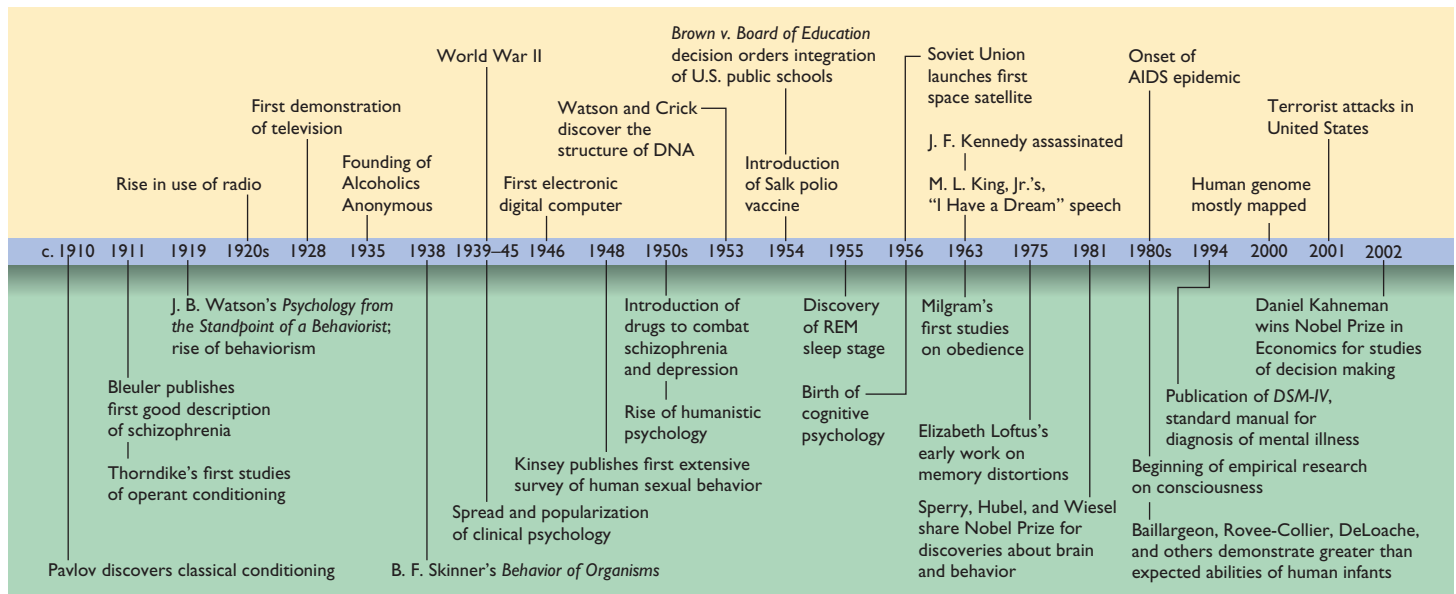 Brown v. Board of Education
decision orders integration
of U.S. public schools
World War II
Soviet Union
launches first
space satellite
Onset of
AIDS epidemic
First demonstration
of television
Watson and Crick
discover the
structure of DNA
Terrorist attacks in
United States
J. F. Kennedy assassinated
Founding of
Alcoholics
Anonymous
Introduction
of Salk polio
vaccine
Rise in use of radio
First electronic
digital computer
M. L. King, Jr.'s,
“I Have a Dream” speech
Human genome
mostly mapped
c. 1910 1911 1919 1920s 1928 1935 1938 1939–45 1946 1948 1950s 1953 1954 1955 1956 1963 1975 1981 1980s 1994 2000 2001 2002
J. B. Watson's Psychology from
the Standpoint of a Behaviorist;
rise of behaviorism
Introduction of
drugs to combat
schizophrenia
and depression
Discovery
of REM
sleep stage
Milgram's
first studies
on obedience
Daniel Kahneman
wins Nobel Prize in
Economics for studies
of decision making
Bleuler publishes
first good description
of schizophrenia
Rise of humanistic
psychology
Birth of
cognitive
psychology
Publication of DSM-IV,
standard manual for
diagnosis of mental illness
Elizabeth Loftus's
early work on
memory distortions
Thorndike's first studies
of operant conditioning
Kinsey publishes first extensive
survey of human sexual behavior
Beginning of empirical research
on consciousness
Spread and popularization
of clinical psychology
Sperry, Hubel, and Wiesel
share Nobel Prize for
discoveries about brain
and behavior
Baillargeon, Rovee-Collier, DeLoache,
and others demonstrate greater than
expected abilities of human infants
Pavlov discovers classical conditioning
B. F. Skinner's Behavior of Organisms